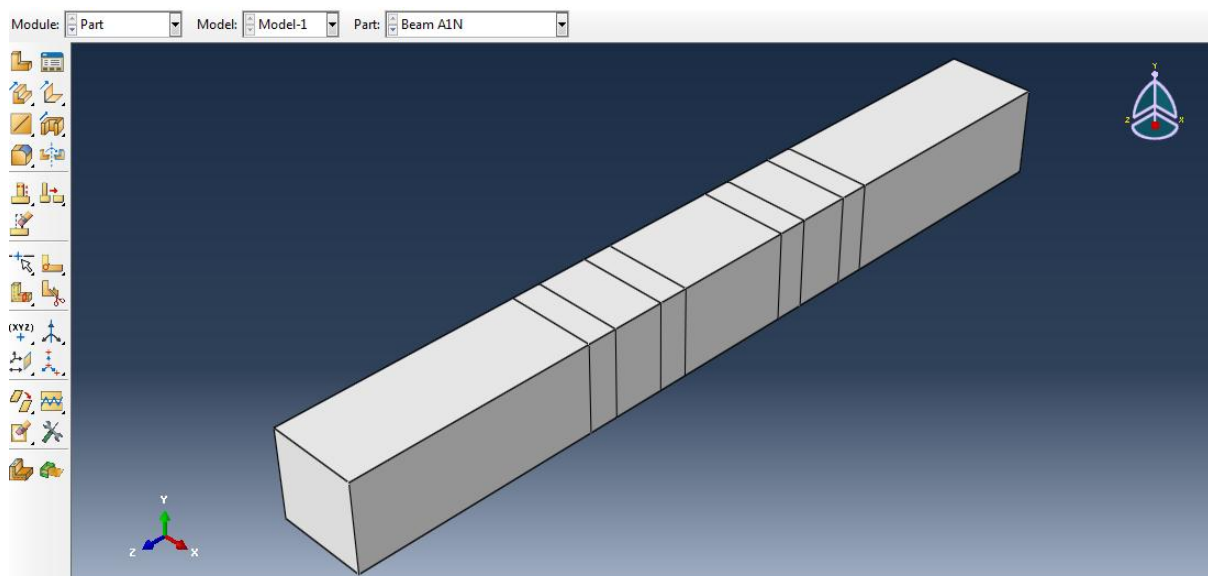 Module: Part Model: Model-1 Part: Beam A1N
Y
Z X
(XYZ)
Y
Z X